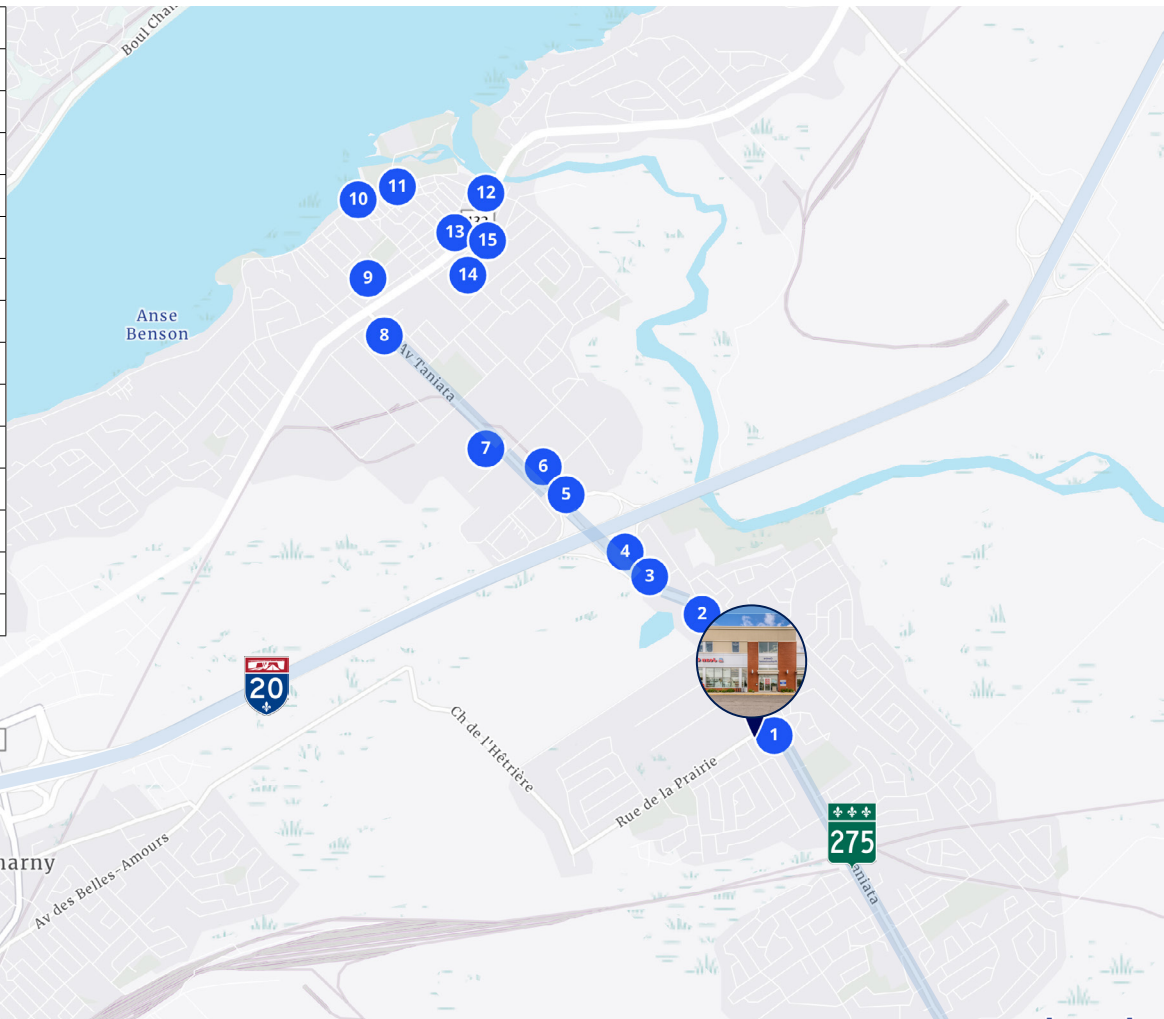 Boul Cha
10
11
12
13
15
14
9
8
Anse
Benson
Av Taniata
7
6
5
4
3
2
1
20
Ch de l'Hêtrière
Rue de la Prairie
275
aniata
harny
Av des Belles-Amours